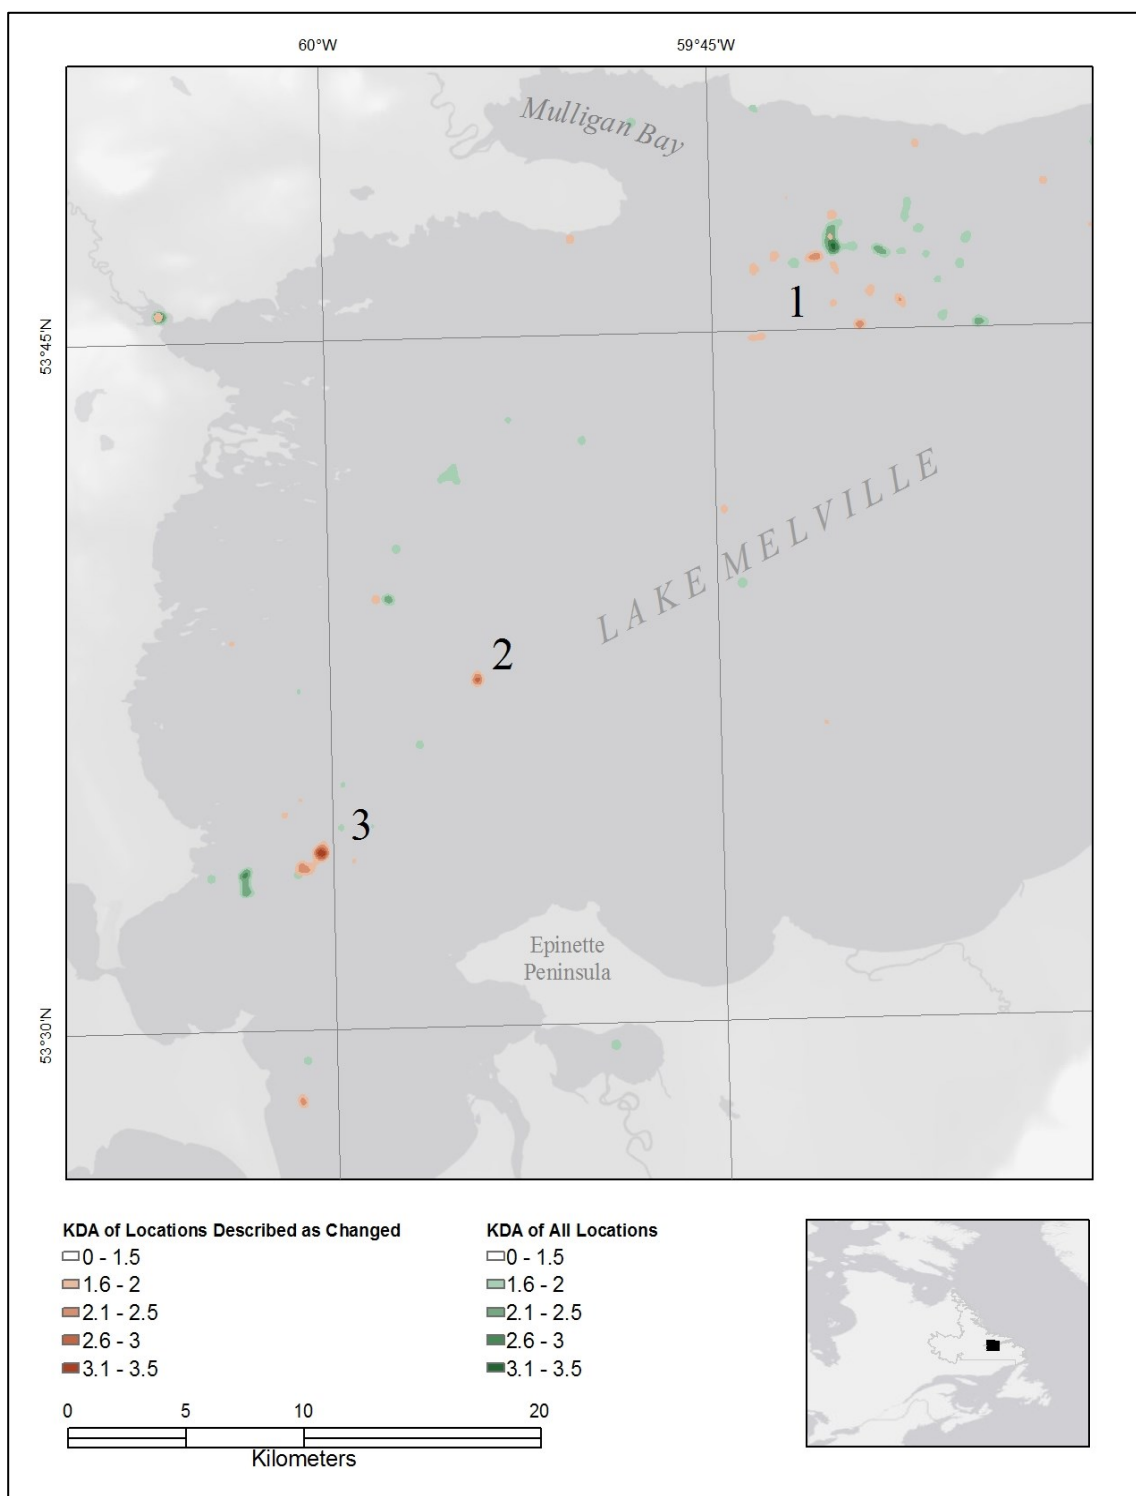 60°W
59°45'W
Mulligan Bay
1
53°45'N
LAKE MELVILLE
2
3
Epinette
Peninsula
53°30'N
KDA of Locations Described as Changed
0 - 1.5
1.6 - 2
2.1 - 2.5
2.6 - 3
3.1 - 3.5
KDA of All Locations
0 - 1.5
1.6 - 2
2.1 - 2.5
2.6 - 3
3.1 - 3.5
0 5 10 20
Kilometers